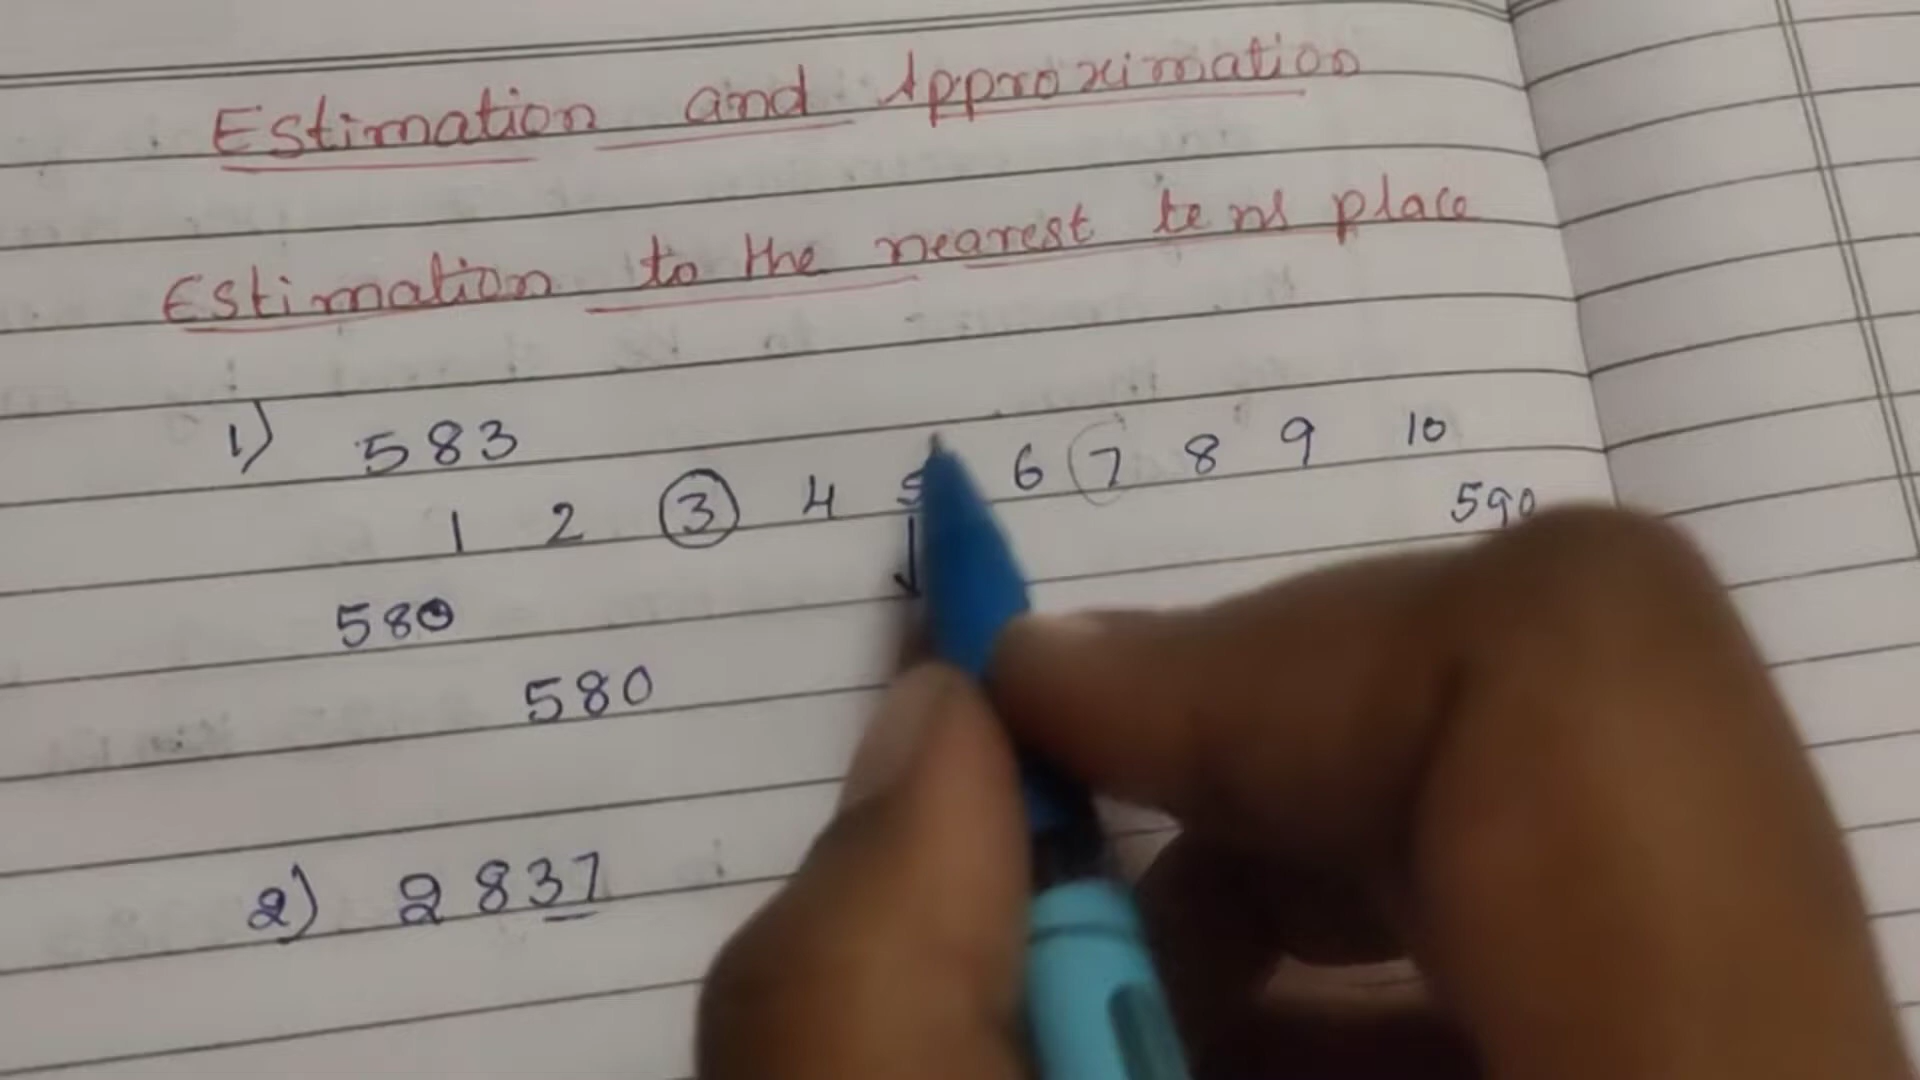 Estimation and Approximation
Estimation to the nearest tens place
1) 583
1 2 3 4 5 6 7 8 9 10
580 590
580
2) 2837